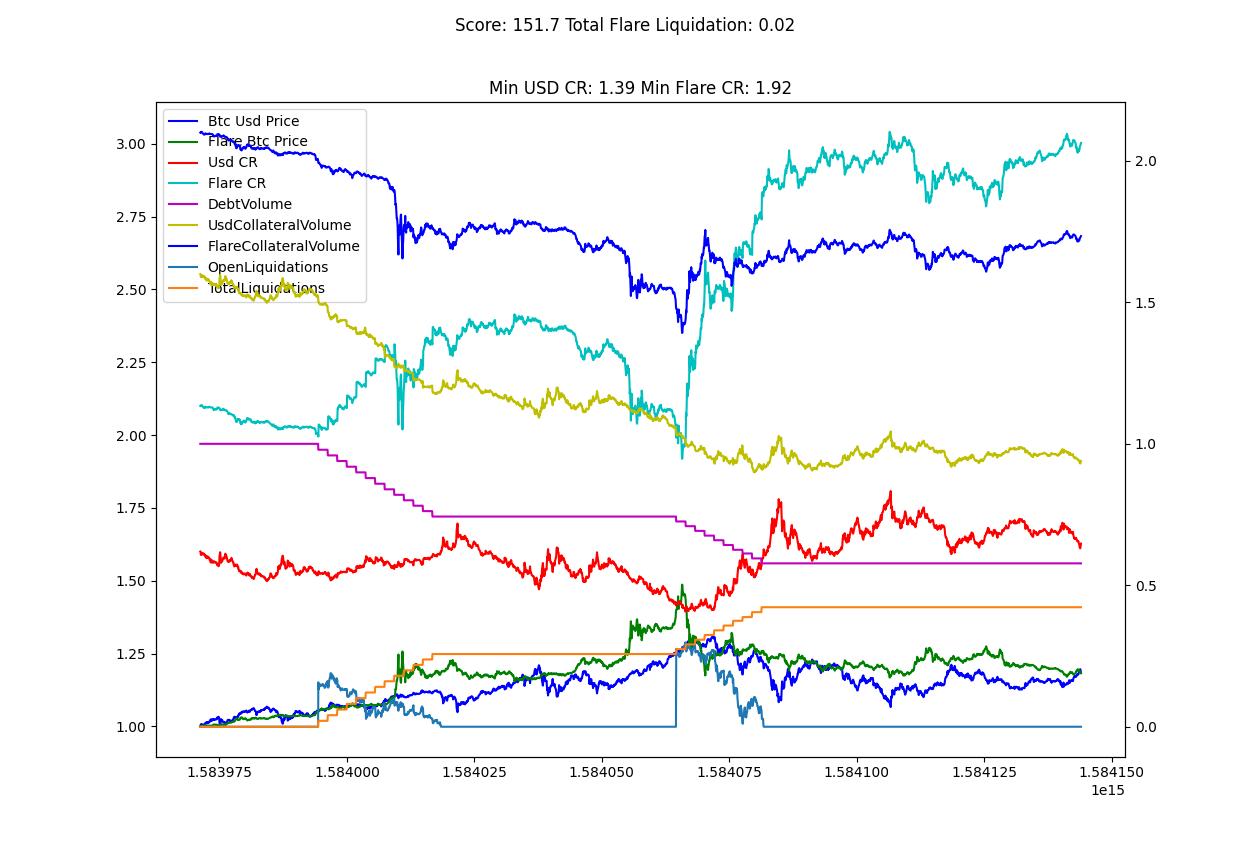 Score: 151.7 Total Flare Liquidation: 0.02
Min USD CR: 1.39 Min Flare CR: 1.92
Btc Usd Price
Flare Btc Price
Usd CR
Flare CR
DebtVolume
UsdCollateralVolume
FlareCollateralVolume
OpenLiquidations
TotalLiquidations
3.00
2.75
2.50
2.25
2.00
1.75
1.50
1.25
1.00
2.0
1.5
1.0
0.5
0.0
1.583975 1.584000 1.584025 1.584050 1.584075 1.584100 1.584125 1.584150
1e15